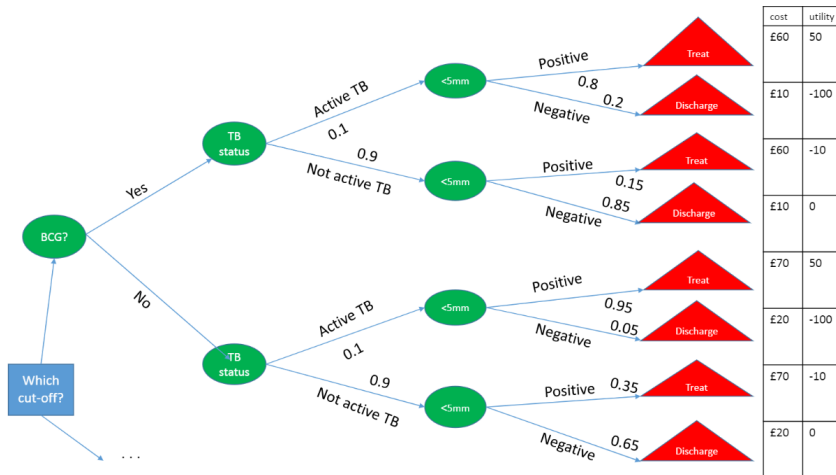 cost utility
£60 50
Positive
Treat
Active TB
<5mm
0.8
0.2
£10 -100
Negative
Discharge
0.1
TB
status
0.9
Not active TB
<5mm
Positive
0.15
Treat
£60 -10
Yes
Negative
0.85
Discharge
£10 0
BCG?
No
Positive
0.95
Treat
£70 50
Active TB
<5mm
0.1
Negative
0.05
Discharge
£20 -100
TB
status
0.9
Not active TB
<5mm
Positive
0.35
Treat
£70 -10
Which
cut-off?
Negative
0.65
Discharge
£20 0
. . .